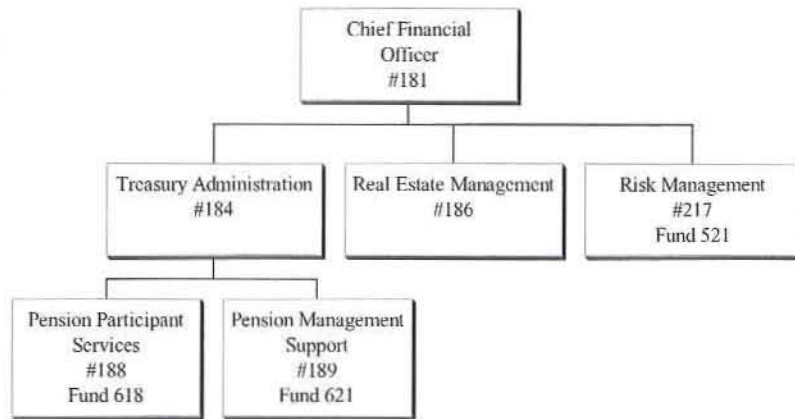 Chief Financial
Officer
#181
Treasury Administration
#184
Real Estate Management
#186
Risk Management
#217
Fund 521
Pension Participant
Services
#188
Fund 618
Pension Management
Support
#189
Fund 621